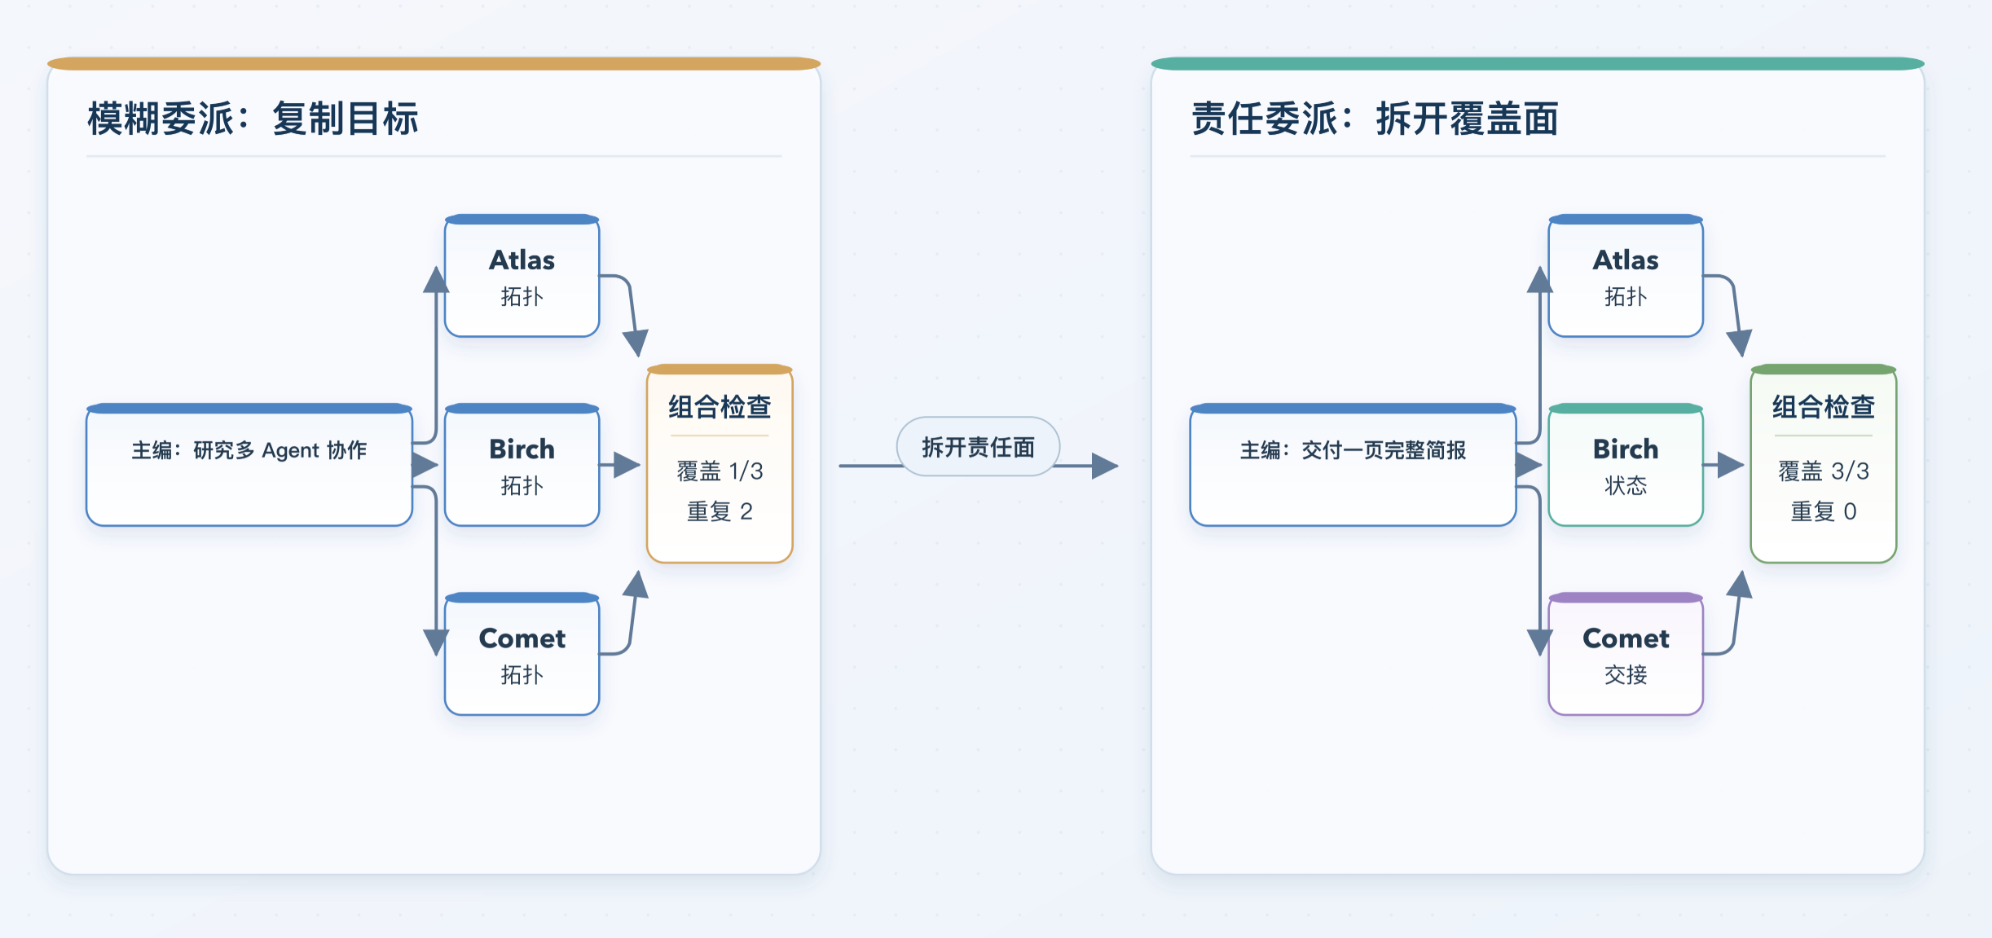 模糊委派：复制目标
Atlas
拓扑
主编：研究多 Agent 协作
Birch
拓扑
Comet
拓扑
组合检查
覆盖 1/3
重复 2
拆开责任面
责任委派：拆开覆盖面
Atlas
拓扑
主编：交付一页完整简报
Birch
状态
Comet
交接
组合检查
覆盖 3/3
重复 0